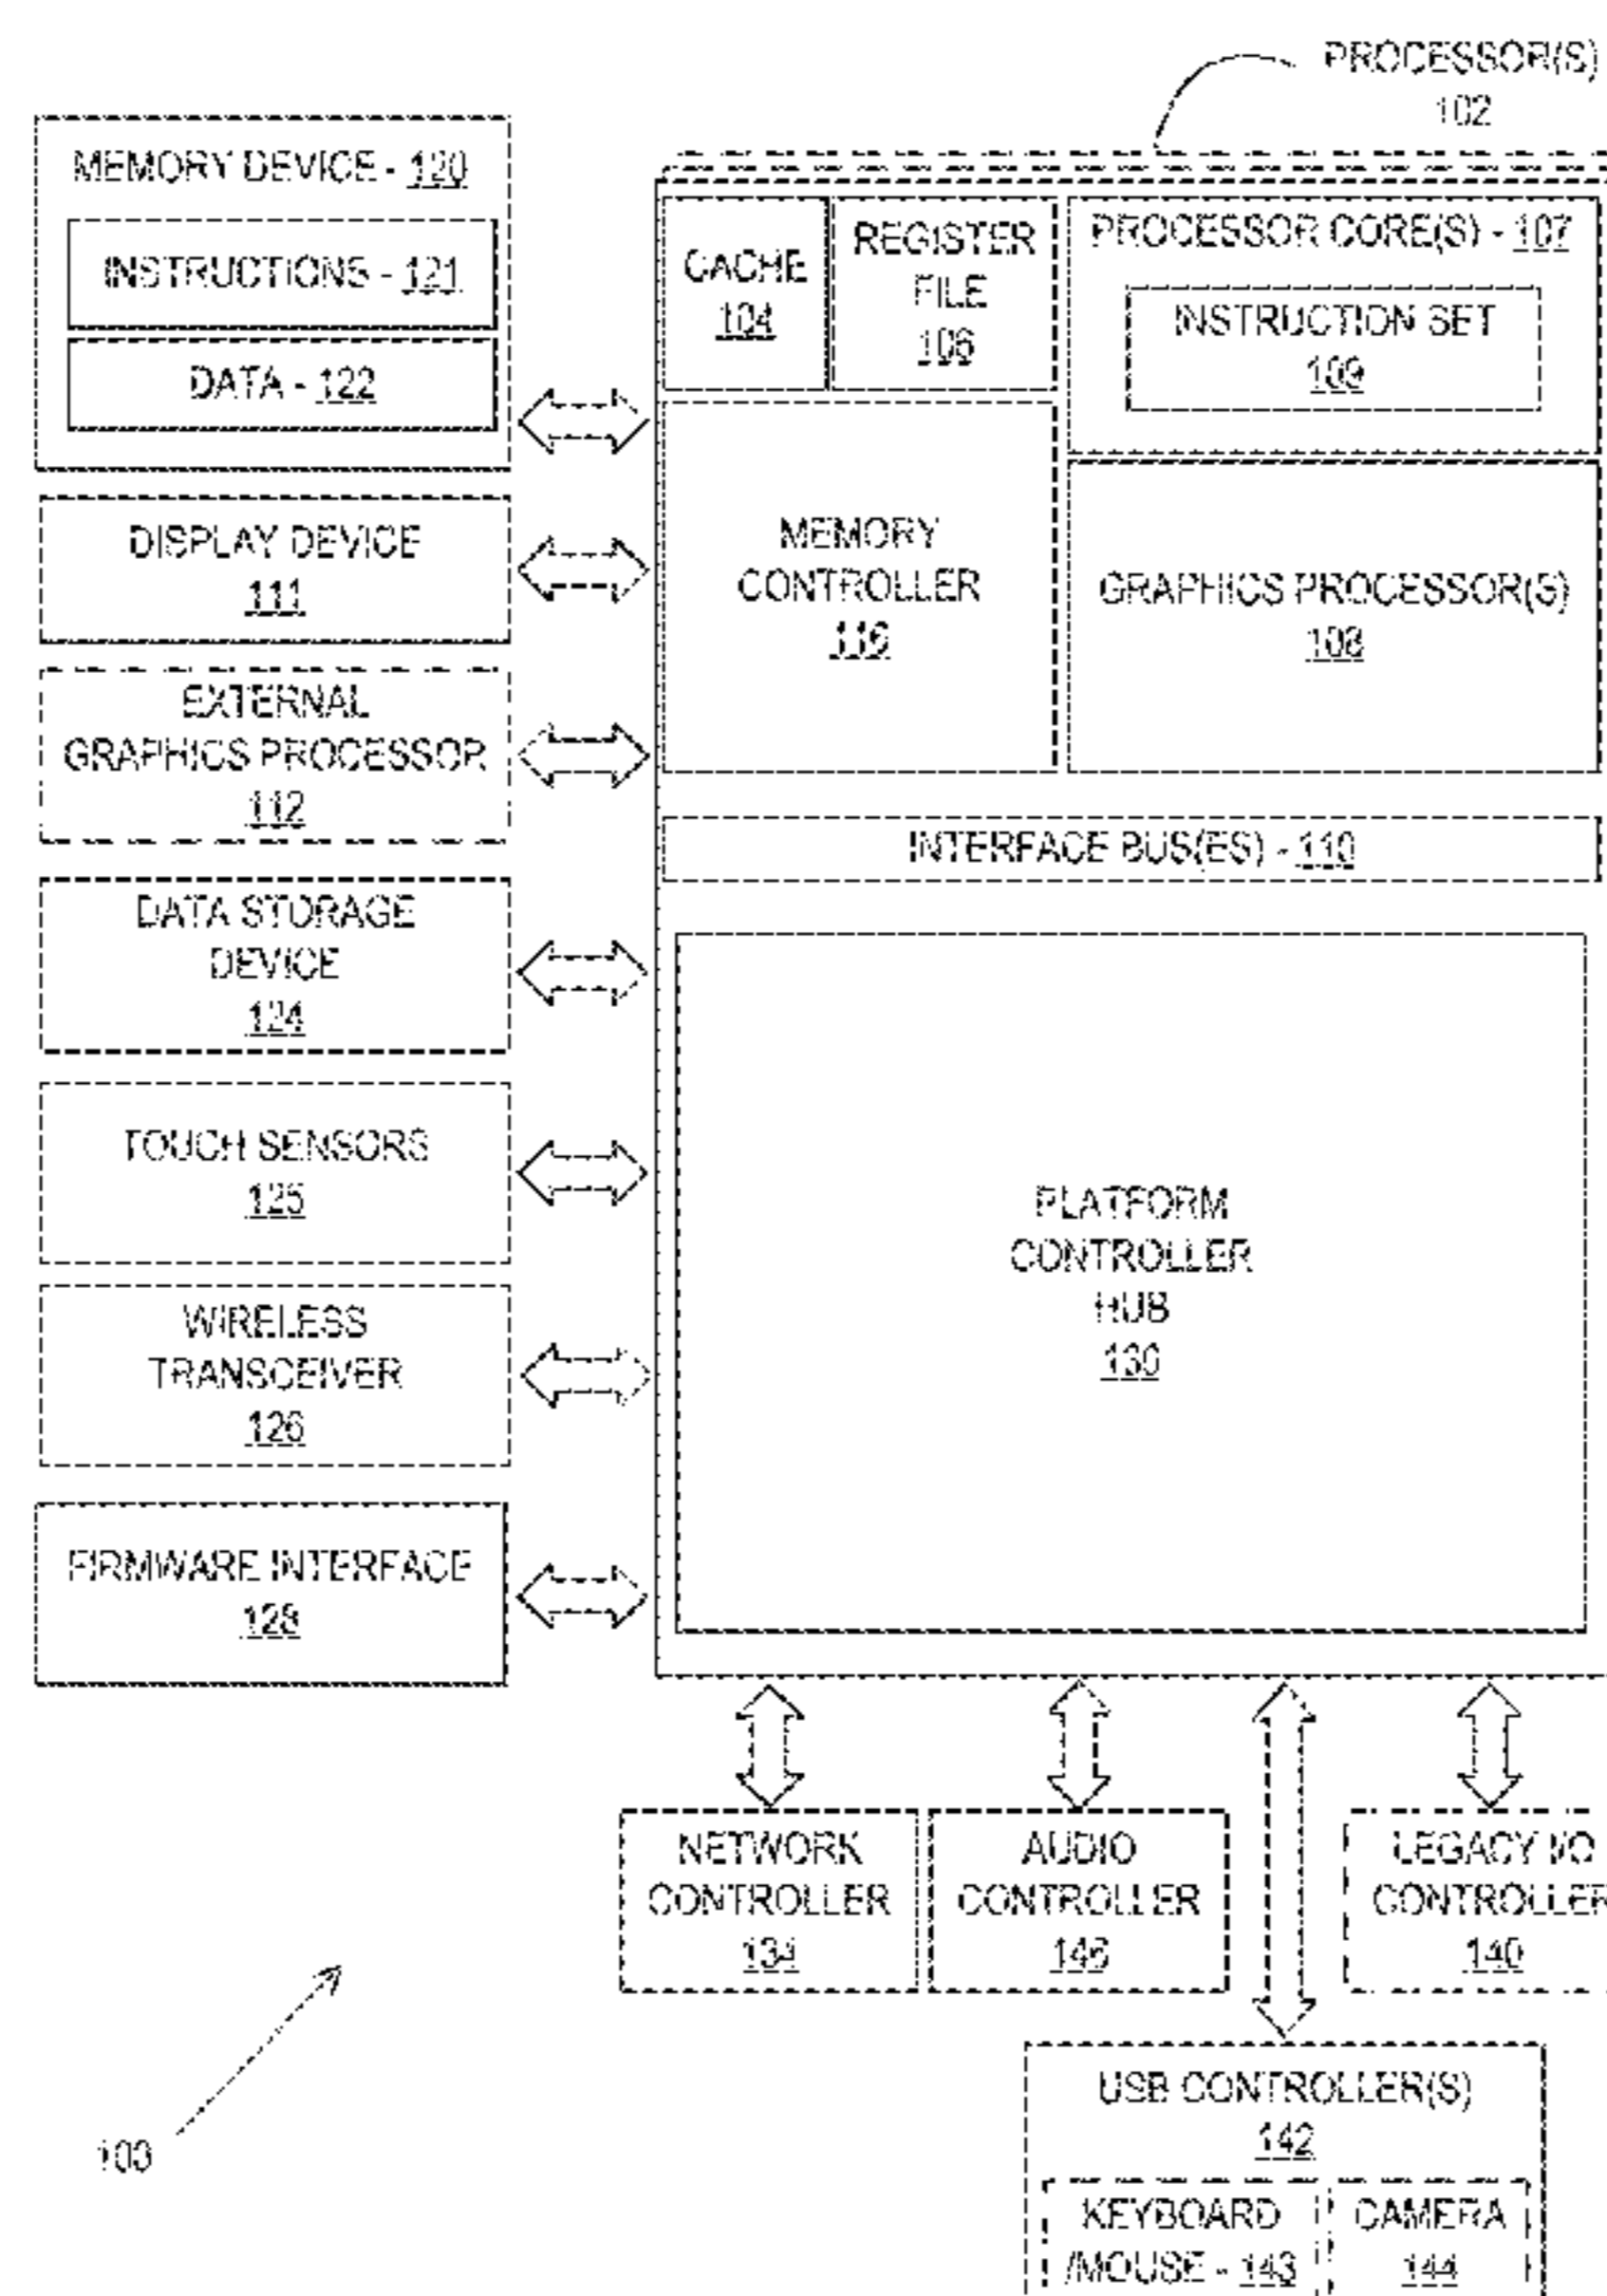 PROCESSOR(S)
102
MEMORY DEVICE - 120
INSTRUCTIONS - 121
DATA - 122
CACHE
104
REGISTER
FILE
106
PROCESSOR CORE(S) - 107
INSTRUCTION SET
109
MEMORY
CONTROLLER
116
GRAPHICS PROCESSOR(S)
108
DISPLAY DEVICE
111
EXTERNAL
GRAPHICS PROCESSOR
112
INTERFACE BUS(ES) - 110
DATA STORAGE
DEVICE
124
TOUCH SENSORS
125
WIRELESS
TRANSCEIVER
126
FIRMWARE INTERFACE
128
PLATFORM
CONTROLLER
HUB
130
NETWORK
CONTROLLER
134
AUDIO
CONTROLLER
146
LEGACY I/O
CONTROLLER
140
USB CONTROLLER(S)
142
KEYBOARD
/MOUSE - 143
CAMERA
144
100